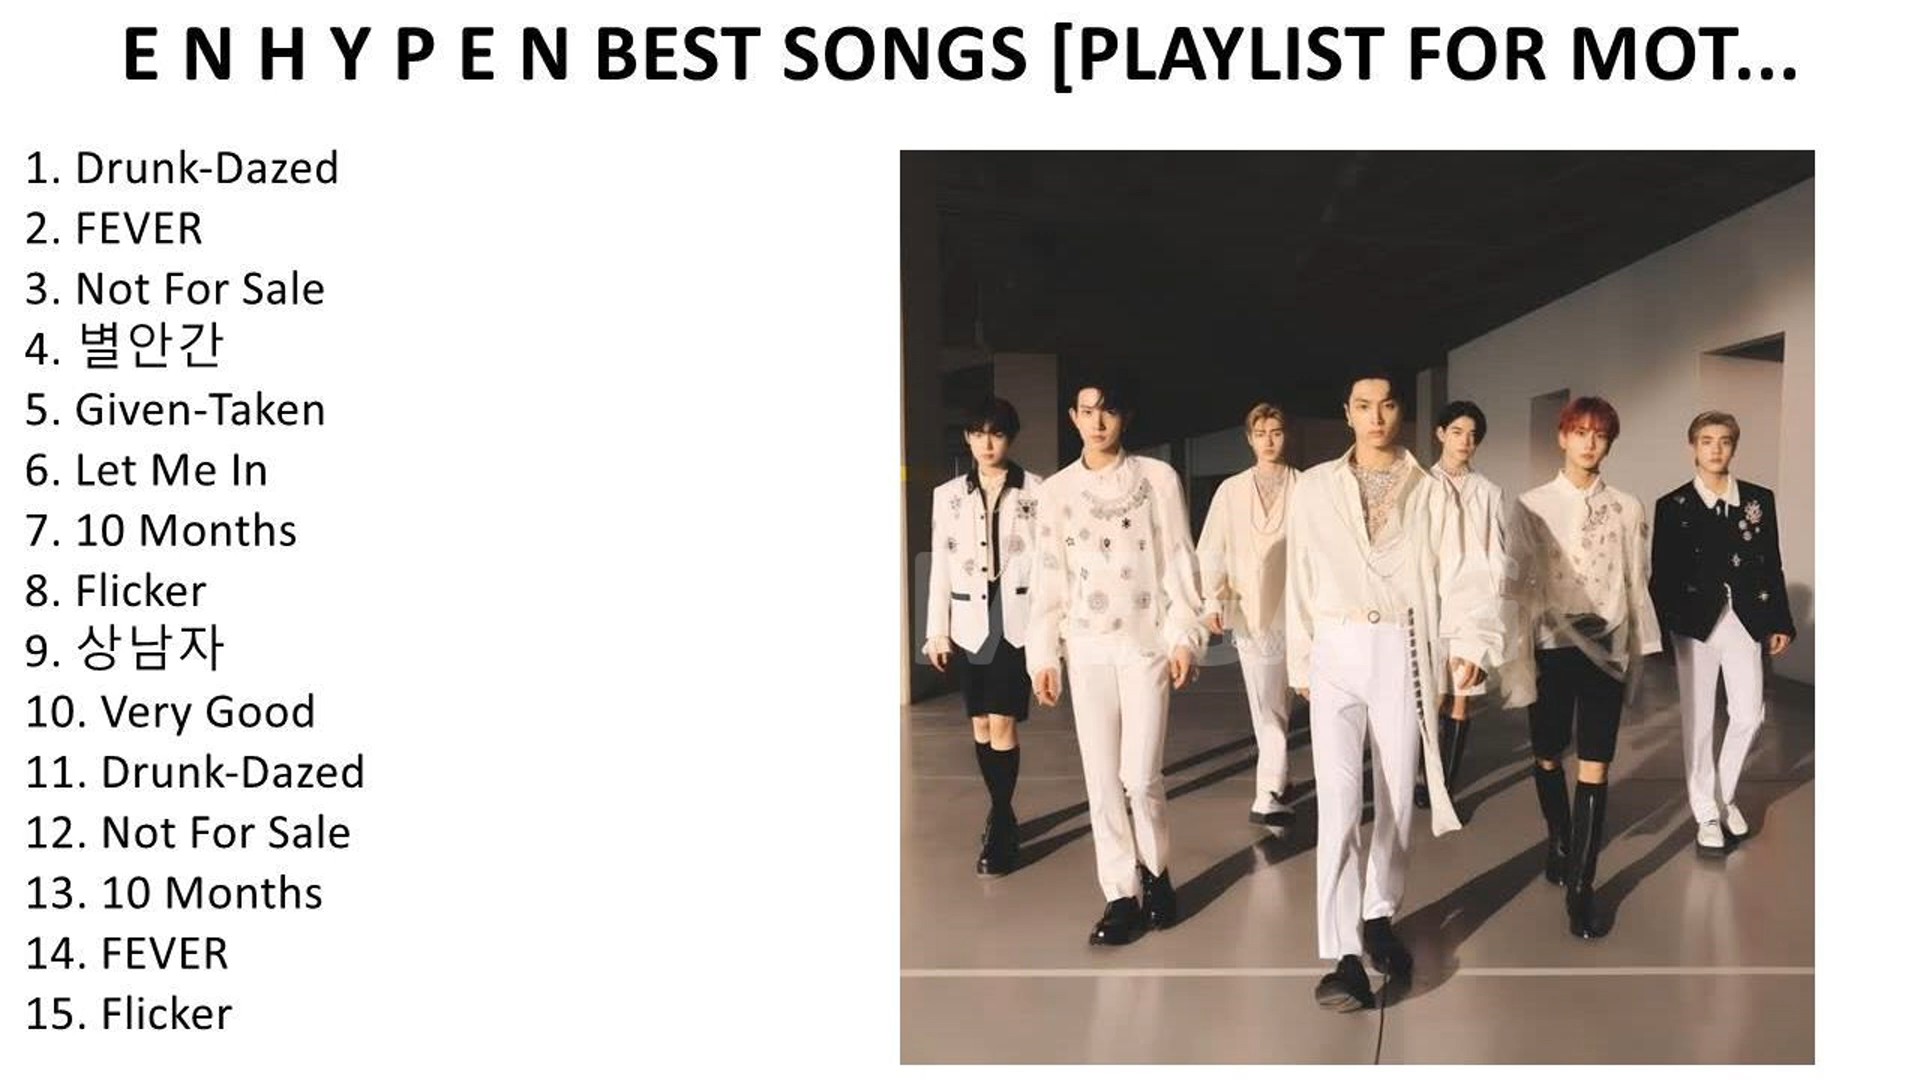 E N H Y P E N BEST SONGS [PLAYLIST FOR MOT...
1. Drunk-Dazed
2. FEVER
3. Not For Sale
4. 별안간
5. Given-Taken
6. Let Me In
7. 10 Months
8. Flicker
9. 상남자
10. Very Good
11. Drunk-Dazed
12. Not For Sale
13. 10 Months
14. FEVER
15. Flicker